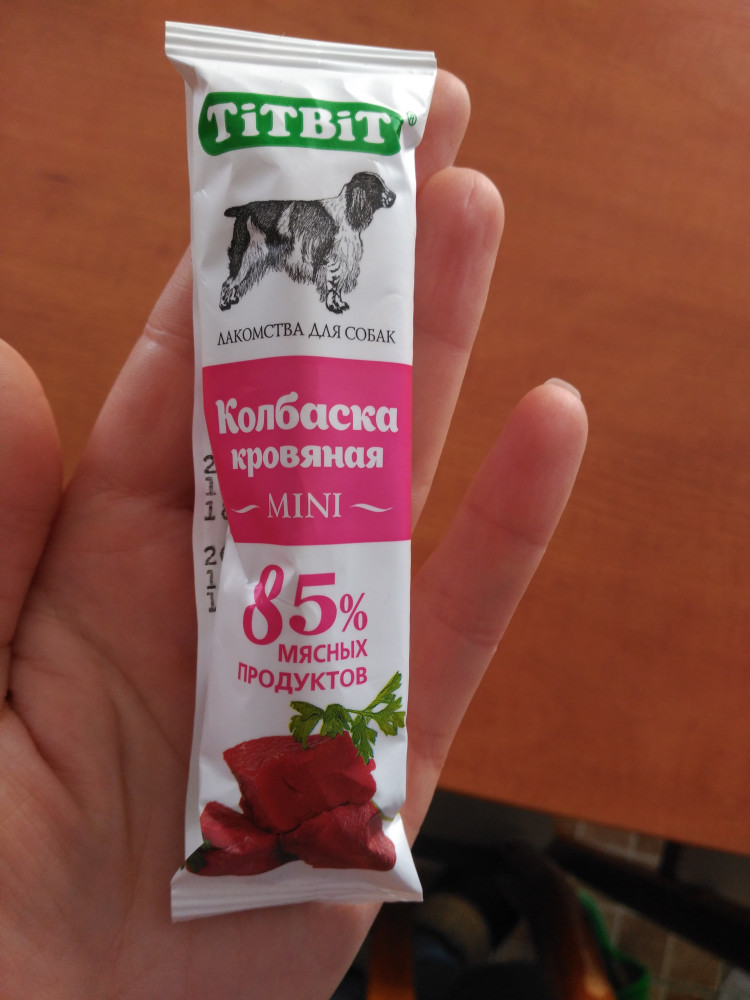 TiTBiT®
ЛАКОМСТВА ДЛЯ СОБАК
Колбаска
кровяная
MINI
85%
МЯСНЫХ
ПРОДУКТОВ